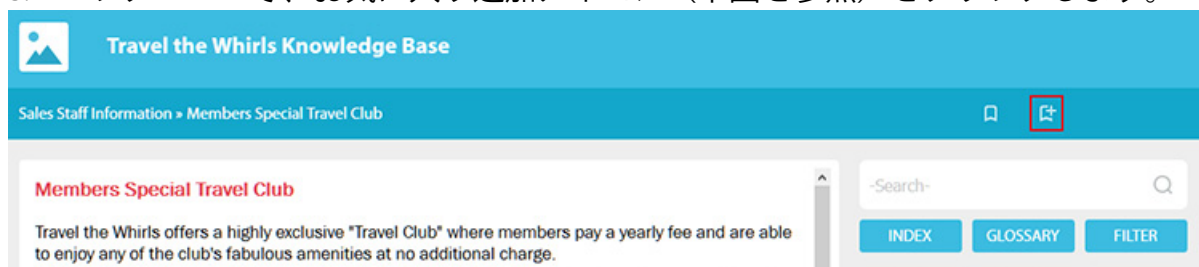 Travel the Whirls Knowledge Base
Sales Staff Information » Members Special Travel Club
Members Special Travel Club
-Search-
Travel the Whirls offers a highly exclusive "Travel Club" where members pay a yearly fee and are able
to enjoy any of the club's fabulous amenities at no additional charge.
INDEX GLOSSARY FILTER